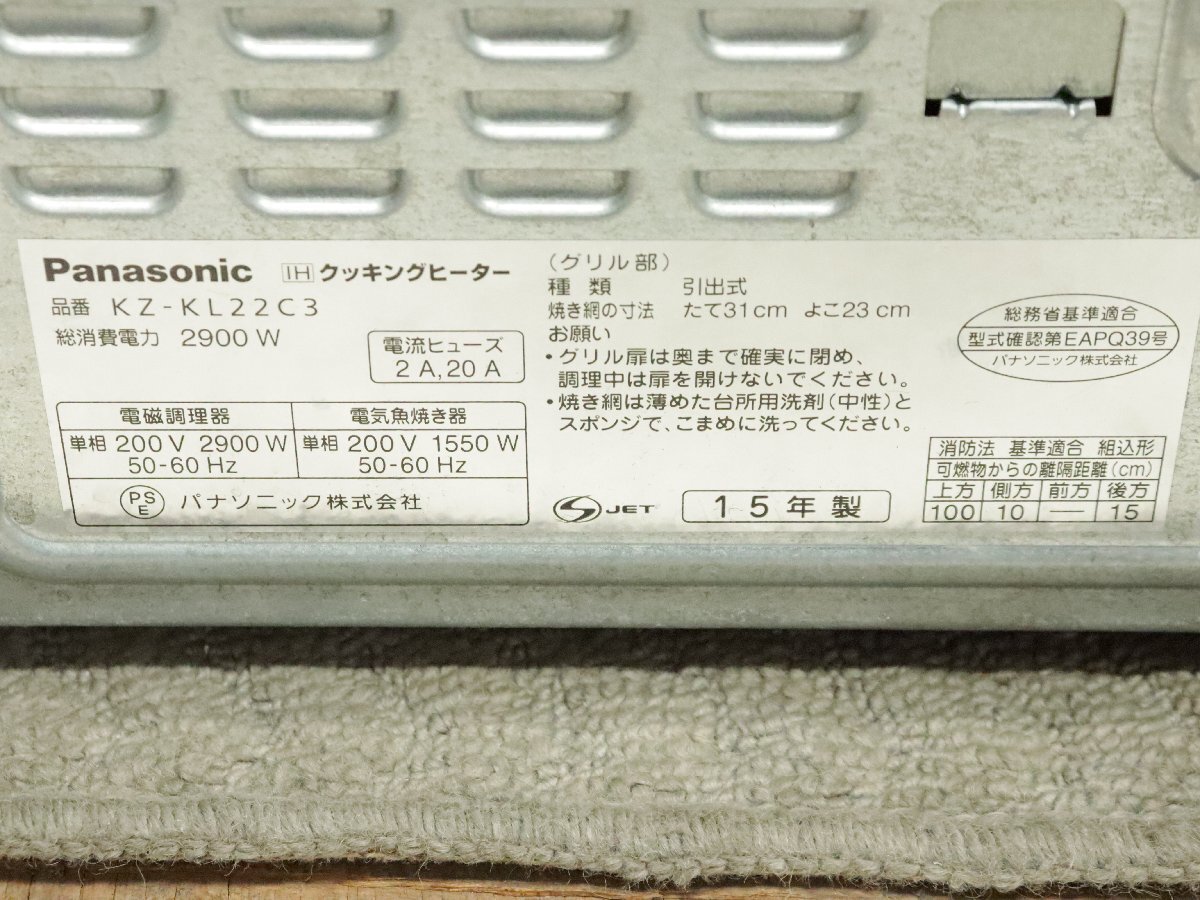 Panasonic IH クッキングヒーター
品番 KZ-KL22C3
総消費電力 2900 W
電流ヒューズ
2 A, 20 A
電磁調理器
単相 200 V 2900 W
50-60 Hz
電気魚焼き器
単相 200 V 1550 W
50-60 Hz
PS E パナソニック株式会社
(グリル部)
種類 引出式
焼き網の寸法 たて31cm よこ23cm
お願い
・グリル扉は奥まで確実に閉め、
調理中は扉を開けないでください。
・焼き網は薄めた台所用洗剤(中性)と
スポンジで、こまめに洗ってください。
JET 15年製
総務省基準適合
型式確認第EAPQ39号
パナソニック株式会社
消防法 基準適合 組込形
可燃物からの離隔距離(cm)
上方 側方 前方 後方
100 10 — 15